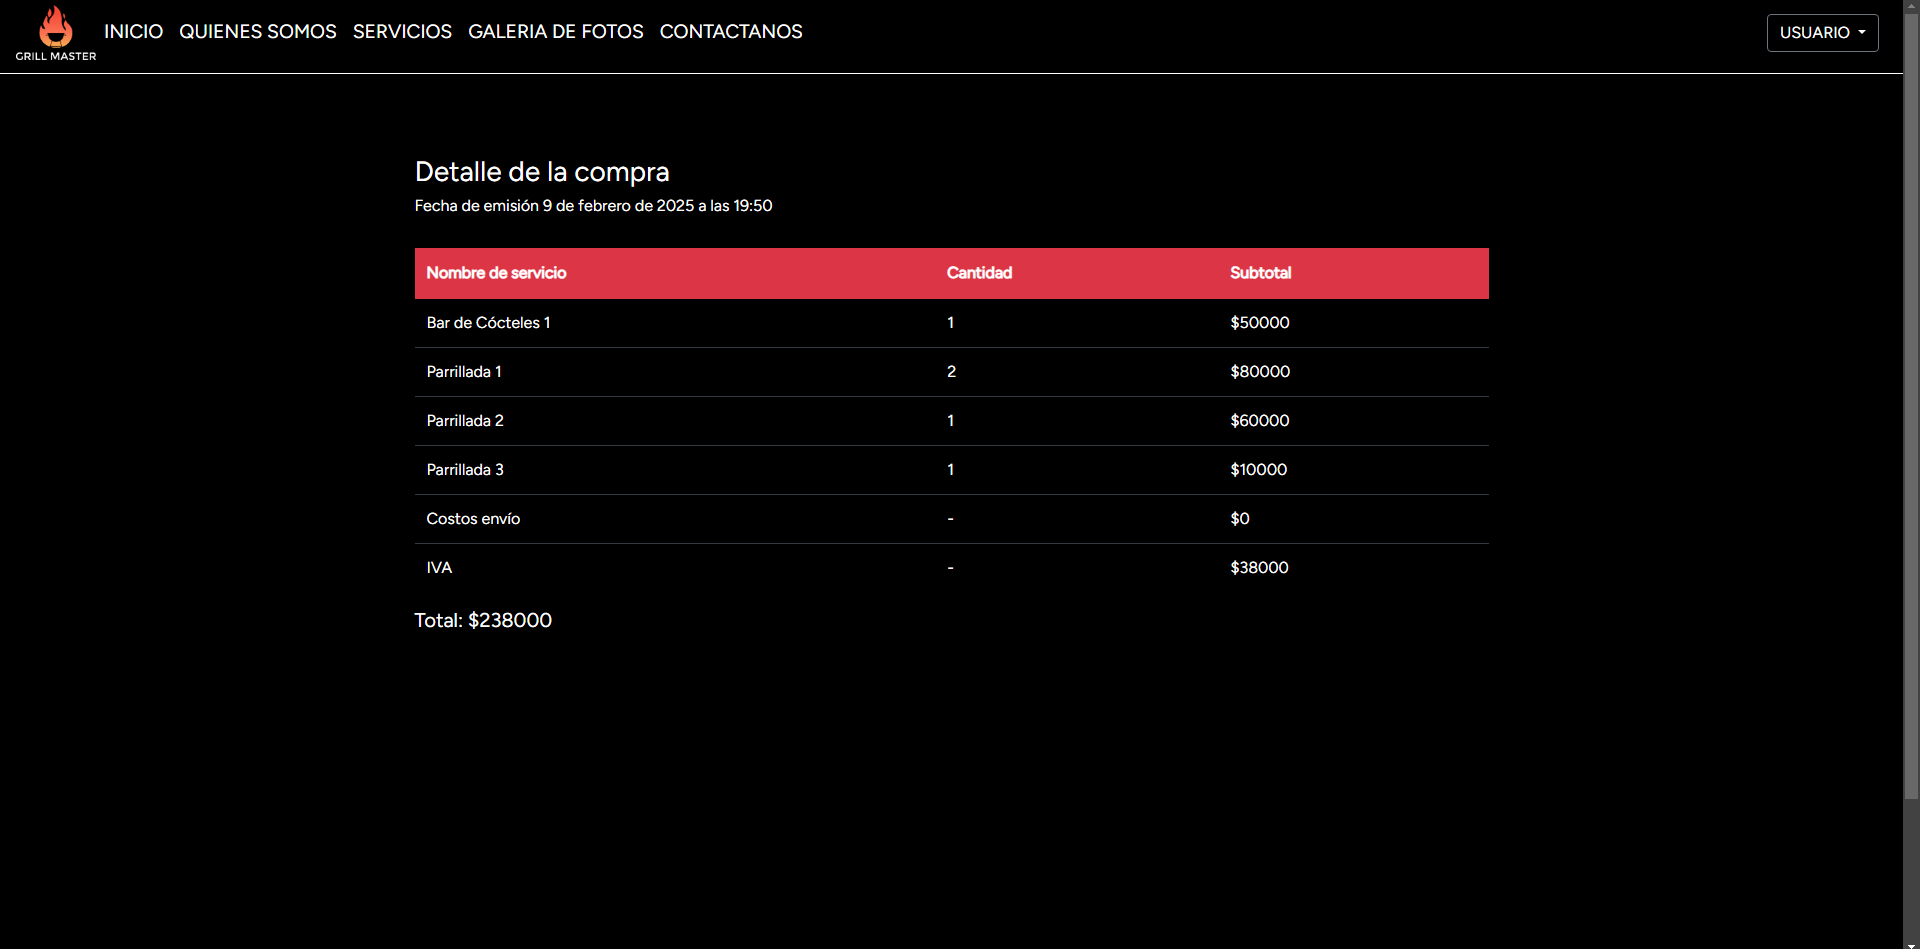 GRILL MASTER
INICIO QUIENES SOMOS SERVICIOS GALERIA DE FOTOS CONTACTANOS USUARIO
Detalle de la compra
Fecha de emisión 9 de febrero de 2025 a las 19:50
Nombre de servicio Cantidad Subtotal
Bar de Cócteles 1 1 $50000
Parrillada 1 2 $80000
Parrillada 2 1 $60000
Parrillada 3 1 $10000
Costos envío - $0
IVA - $38000
Total: $238000